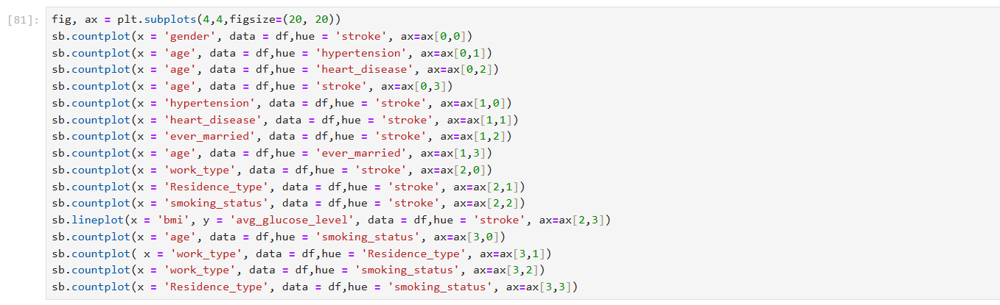 [81]: fig, ax = plt.subplots(4,4,figsize=(20, 20))
sb.countplot(x = 'gender', data = df,hue = 'stroke', ax=ax[0,0])
sb.countplot(x = 'age', data = df,hue = 'hypertension', ax=ax[0,1])
sb.countplot(x = 'age', data = df,hue = 'heart_disease', ax=ax[0,2])
sb.countplot(x = 'age', data = df,hue = 'stroke', ax=ax[0,3])
sb.countplot(x = 'hypertension', data = df,hue = 'stroke', ax=ax[1,0])
sb.countplot(x = 'heart_disease', data = df,hue = 'stroke', ax=ax[1,1])
sb.countplot(x = 'ever_married', data = df,hue = 'stroke', ax=ax[1,2])
sb.countplot(x = 'age', data = df,hue = 'ever_married', ax=ax[1,3])
sb.countplot(x = 'work_type', data = df,hue = 'stroke', ax=ax[2,0])
sb.countplot(x = 'Residence_type', data = df,hue = 'stroke', ax=ax[2,1])
sb.countplot(x = 'smoking_status', data = df,hue = 'stroke', ax=ax[2,2])
sb.lineplot(x = 'bmi', y = 'avg_glucose_level', data = df,hue = 'stroke', ax=ax[2,3])
sb.countplot(x = 'age', data = df,hue = 'smoking_status', ax=ax[3,0])
sb.countplot( x = 'work_type', data = df,hue = 'Residence_type', ax=ax[3,1])
sb.countplot(x = 'work_type', data = df,hue = 'smoking_status', ax=ax[3,2])
sb.countplot(x = 'Residence_type', data = df,hue = 'smoking_status', ax=ax[3,3])